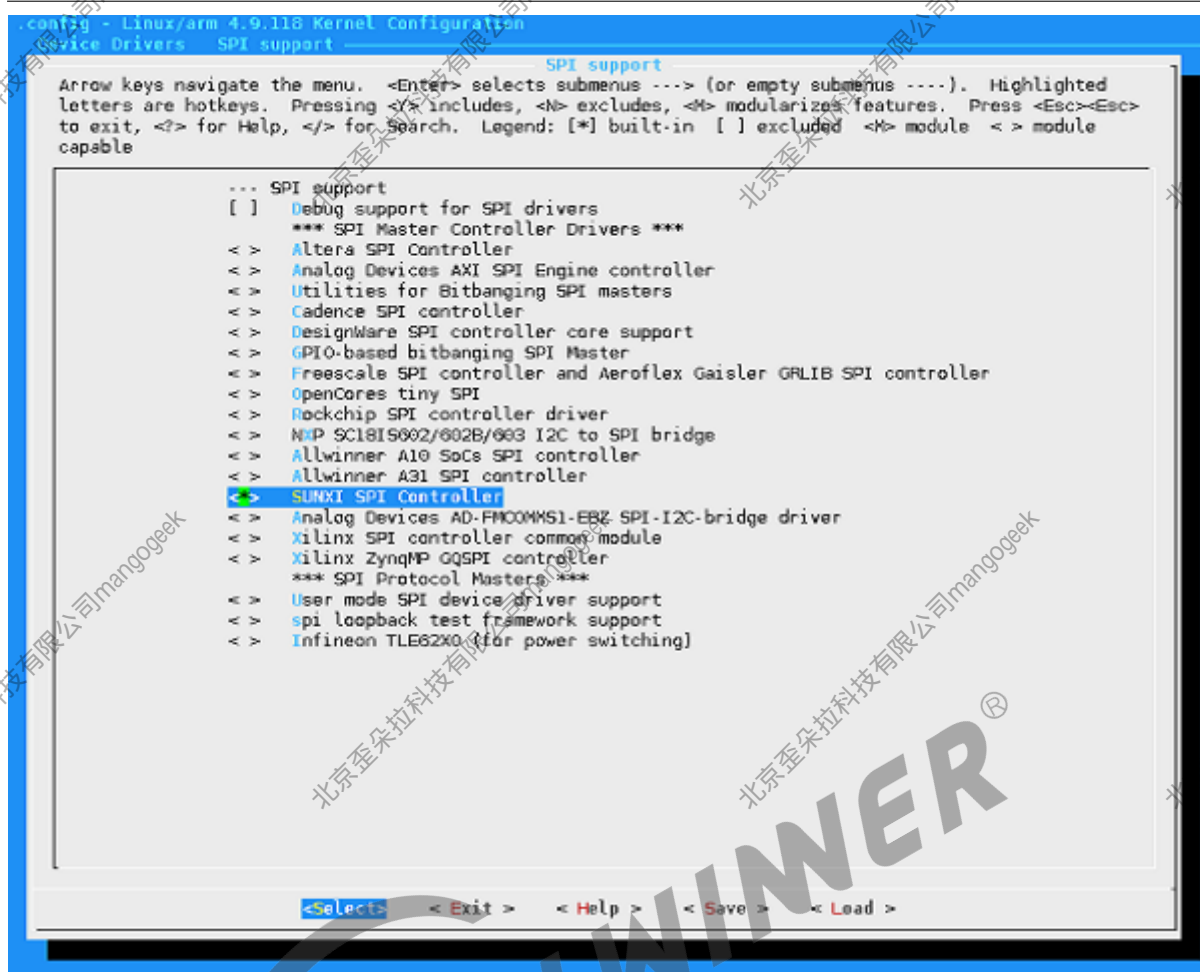 .config - Linux/arm 4.9.118 Kernel Configuration
Device Drivers   SPI support
SPI support
Arrow keys navigate the menu.  <Enter> selects submenus ---> (or empty submenus ----).  Highlighted
letters are hotkeys.  Pressing <Y> includes, <N> excludes, <M> modularizes features.  Press <Esc><Esc>
to exit, <?> for Help, </> for Search.  Legend: [*] built-in  [ ] excluded  <M> module  < > module
capable
--- SPI support
[ ]   Debug support for SPI drivers
*** SPI Master Controller Drivers ***
< >   Altera SPI Controller
< >   Analog Devices AXI SPI Engine controller
< >   Utilities for Bitbanging SPI masters
< >   Cadence SPI controller
< >   DesignWare SPI controller core support
< >   GPIO-based bitbanging SPI Master
< >   Freescale SPI controller and Aeroflex Gaisler GRLIB SPI controller
< >   OpenCores tiny SPI
< >   Rockchip SPI controller driver
< >   NXP SC18IS602/602B/603 I2C to SPI bridge
< >   Allwinner A10 SoCs SPI controller
< >   Allwinner A31 SPI controller
<*>   SUNXI SPI Controller
< >   Analog Devices AD-FMCOMMS1-EBZ SPI-I2C-bridge driver
< >   Xilinx SPI controller common module
< >   Xilinx ZynqMP GQSPI controller
*** SPI Protocol Masters ***
< >   User mode SPI device driver support
< >   spi loopback test framework support
< >   Infineon TLE62X0 (for power switching)
<Select>    < Exit >    < Help >    < Save >    < Load >
北京歪朵拉科技有限公司mangogeek
北京歪朵拉科技有限公司mangogeek
WINNER®